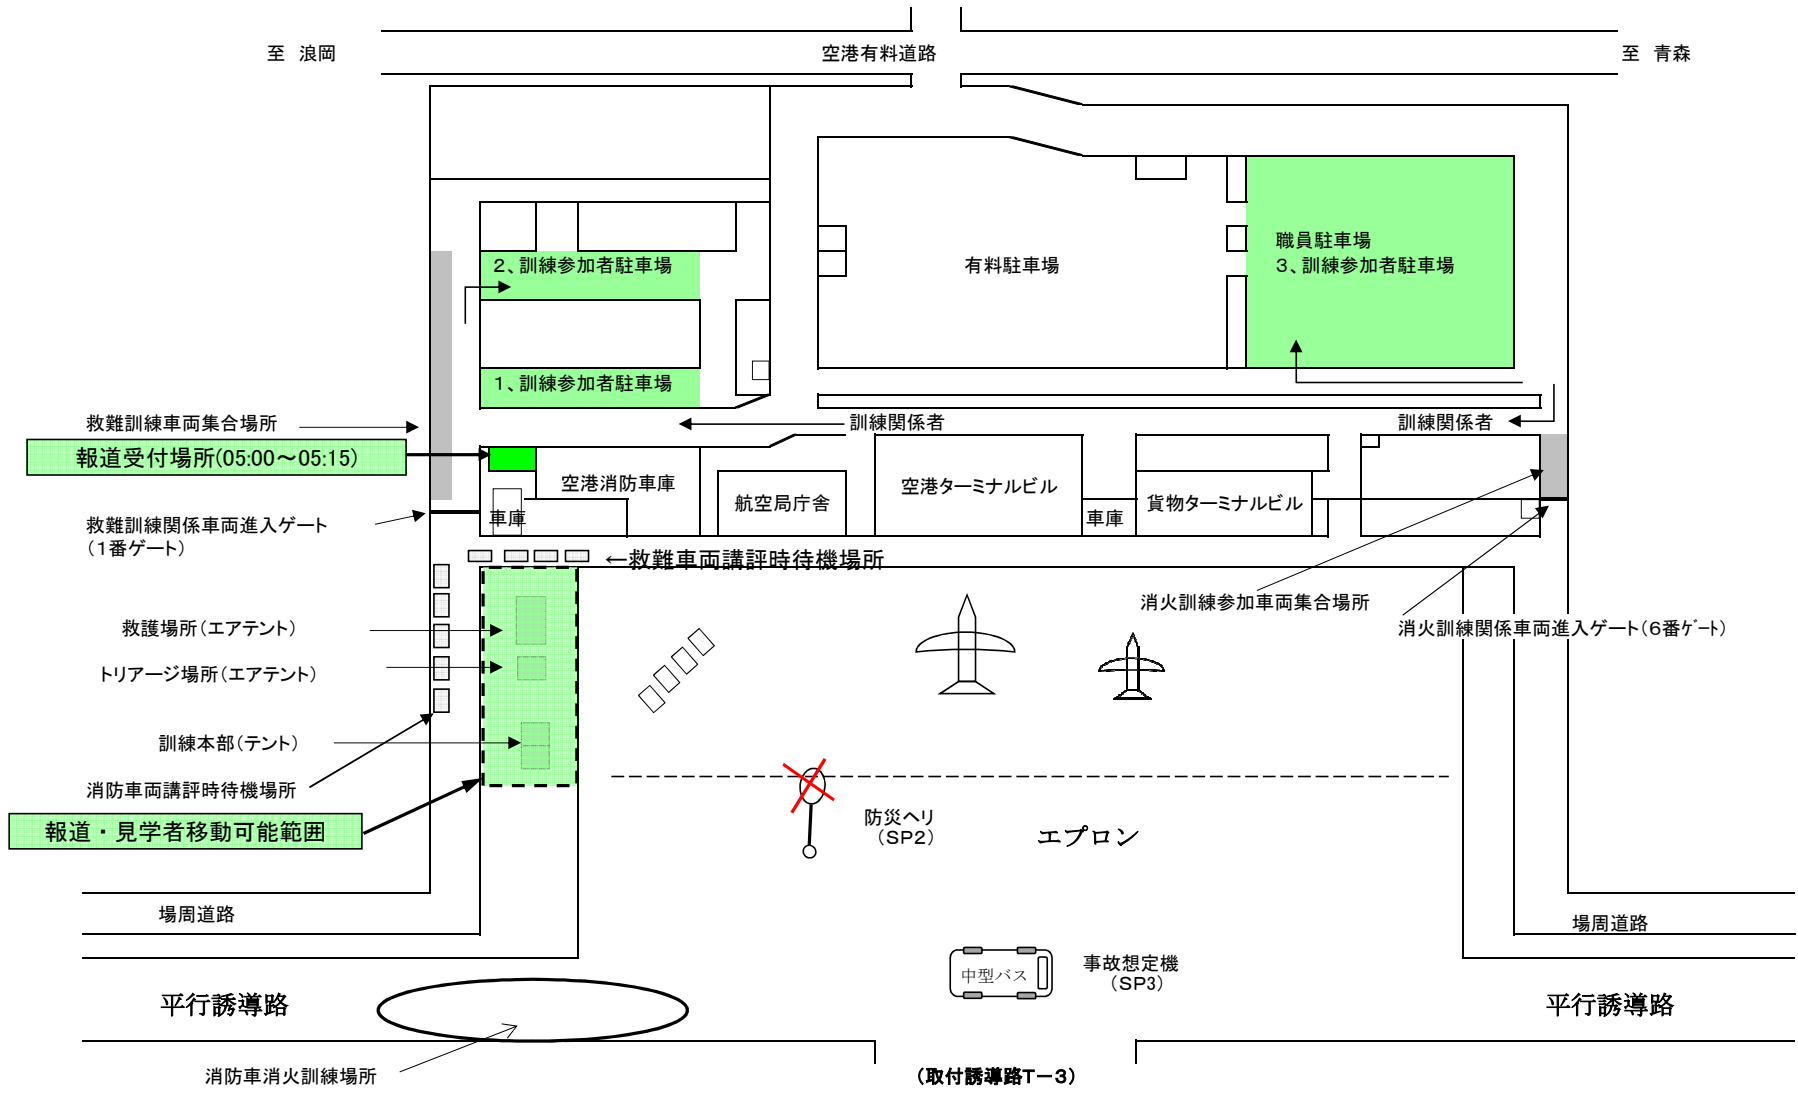 至　浪岡
空港有料道路
至　青森
2、訓練参加者駐車場
有料駐車場
職員駐車場
3、訓練参加者駐車場
1、訓練参加者駐車場
救難訓練車両集合場所
訓練関係者
訓練関係者
報道受付場所(05:00～05:15)
空港消防車庫
航空局庁舎
空港ターミナルビル
貨物ターミナルビル
車庫
車庫
救難訓練関係車両進入ゲート
（1番ゲート）
←救難車両講評時待機場所
消火訓練参加車両集合場所
救護場所（エアテント）
消火訓練関係車両進入ゲート（6番ｹﾞｰﾄ）
トリアージ場所（エアテント）
訓練本部（テント）
消防車両講評時待機場所
防災ヘリ
（SP2）
エプロン
報道・見学者移動可能範囲
場周道路
場周道路
中型バス
事故想定機
（SP3）
平行誘導路
平行誘導路
消防車消火訓練場所
（取付誘導路T－3）